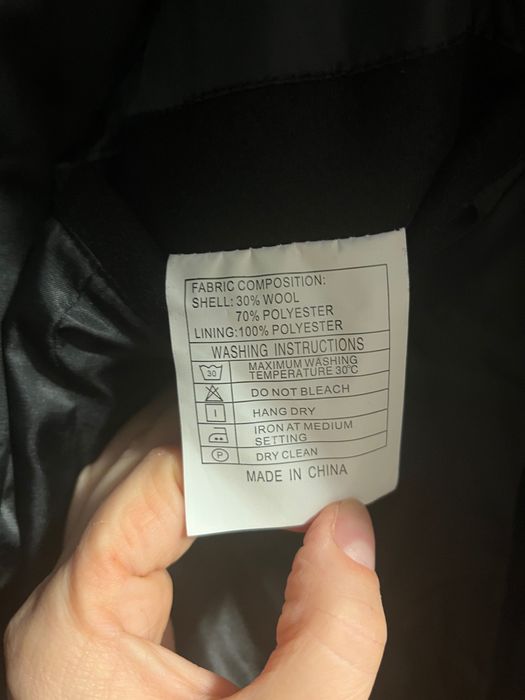 FABRIC COMPOSITION:
SHELL: 30% WOOL
70% POLYESTER
LINING:100% POLYESTER
WASHING INSTRUCTIONS
30
MAXIMUM WASHING
TEMPERATURE 30℃
DO NOT BLEACH
HANG DRY
IRON AT MEDIUM
SETTING
P
DRY CLEAN
MADE IN CHINA